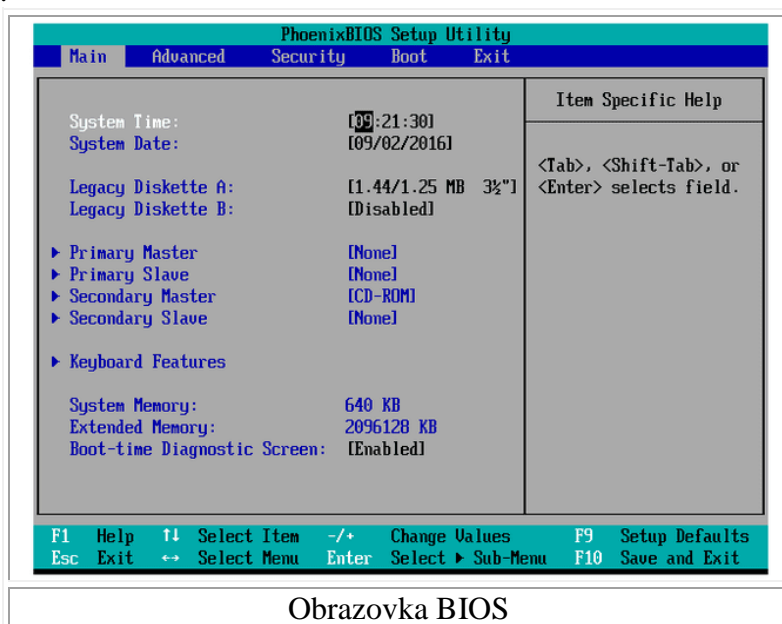 PhoenixBIOS Setup Utility
Main Advanced Security Boot Exit
Item Specific Help
System Time: [09:21:30]
System Date: [09/02/2016]
<Tab>, <Shift-Tab>, or
<Enter> selects field.
Legacy Diskette A: [1.44/1.25 MB 3½"]
Legacy Diskette B: [Disabled]
▶ Primary Master [None]
▶ Primary Slave [None]
▶ Secondary Master [CD-ROM]
▶ Secondary Slave [None]
▶ Keyboard Features
System Memory: 640 KB
Extended Memory: 2096128 KB
Boot-time Diagnostic Screen: [Enabled]
F1 Help ↑↓ Select Item -/+ Change Values F9 Setup Defaults
Esc Exit ↔ Select Menu Enter Select ▶ Sub-Menu F10 Save and Exit
Obrazovka BIOS